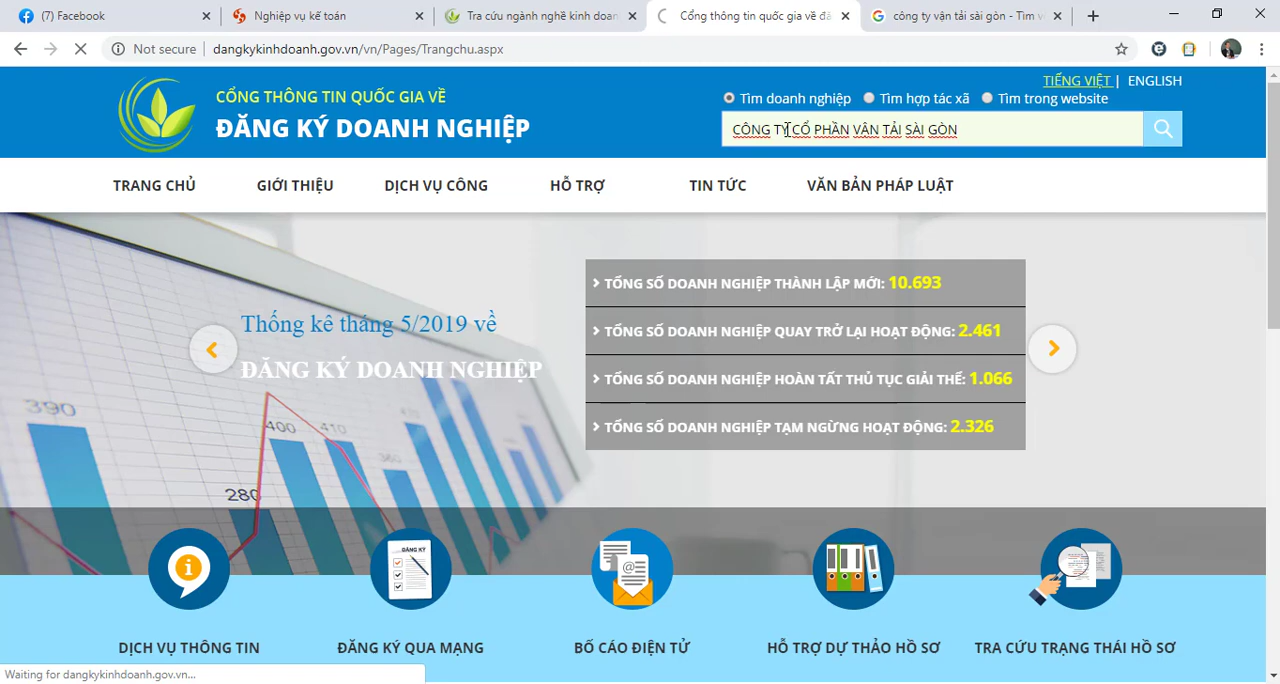 (7) Facebook
Nghiệp vụ kế toán
Tra cứu ngành nghề kinh doan
Cổng thông tin quốc gia về đă
công ty vận tải sài gòn - Tìm v
Not secure
dangkykinhdoanh.gov.vn/vn/Pages/Trangchu.aspx
TIẾNG VIỆT | ENGLISH
CỔNG THÔNG TIN QUỐC GIA VỀ
ĐĂNG KÝ DOANH NGHIỆP
Tìm doanh nghiệp
Tìm hợp tác xã
Tìm trong website
CÔNG TY CỔ PHẦN VÂN TẢI SÀI GÒN
TRANG CHỦ
GIỚI THIỆU
DỊCH VỤ CÔNG
HỖ TRỢ
TIN TỨC
VĂN BẢN PHÁP LUẬT
Thống kê tháng 5/2019 về
ĐĂNG KÝ DOANH NGHIỆP
TỔNG SỐ DOANH NGHIỆP THÀNH LẬP MỚI: 10.693
TỔNG SỐ DOANH NGHIỆP QUAY TRỞ LẠI HOẠT ĐỘNG: 2.461
TỔNG SỐ DOANH NGHIỆP HOÀN TẤT THỦ TỤC GIẢI THỂ: 1.066
TỔNG SỐ DOANH NGHIỆP TẠM NGỪNG HOẠT ĐỘNG: 2.326
390
280
400
410
360
ĐĂNG KÝ
DỊCH VỤ THÔNG TIN
ĐĂNG KÝ QUA MẠNG
BỐ CÁO ĐIỆN TỬ
HỖ TRỢ DỰ THẢO HỒ SƠ
TRA CỨU TRẠNG THÁI HỒ SƠ
Waiting for dangkykinhdoanh.gov.vn...